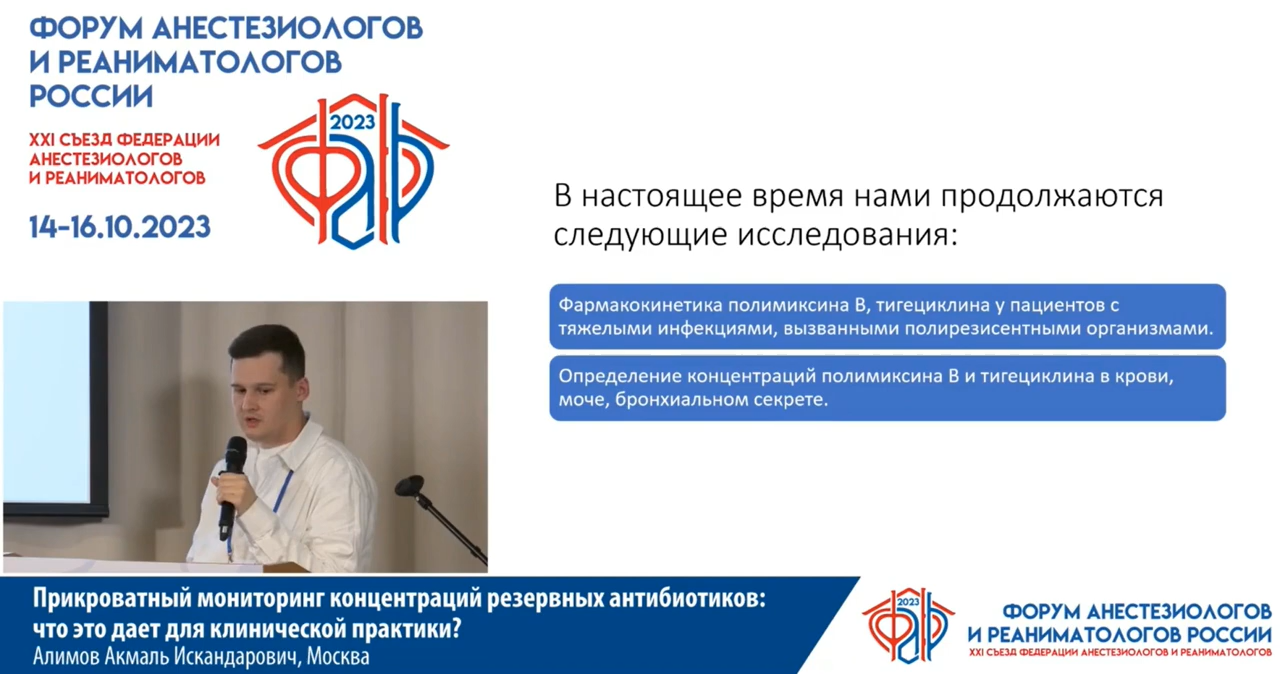 ФОРУМ АНЕСТЕЗИОЛОГОВ
И РЕАНИМАТОЛОГОВ
РОССИИ
XXI СЪЕЗД ФЕДЕРАЦИИ
АНЕСТЕЗИОЛОГОВ
И РЕАНИМАТОЛОГОВ
14-16.10.2023
2023
ФАР
В настоящее время нами продолжаются
следующие исследования:
Фармакокинетика полимиксина В, тигециклина у пациентов с
тяжелыми инфекциями, вызванными полирезисентными организмами.
Определение концентраций полимиксина В и тигециклина в крови,
моче, бронхиальном секрете.
Прикроватный мониторинг концентраций резервных антибиотиков:
что это дает для клинической практики?
Алимов Акмаль Искандарович, Москва
2023
ФАР
ФОРУМ АНЕСТЕЗИОЛОГОВ
И РЕАНИМАТОЛОГОВ РОССИИ
XXI СЪЕЗД ФЕДЕРАЦИИ АНЕСТЕЗИОЛОГОВ И РЕАНИМАТОЛОГОВ